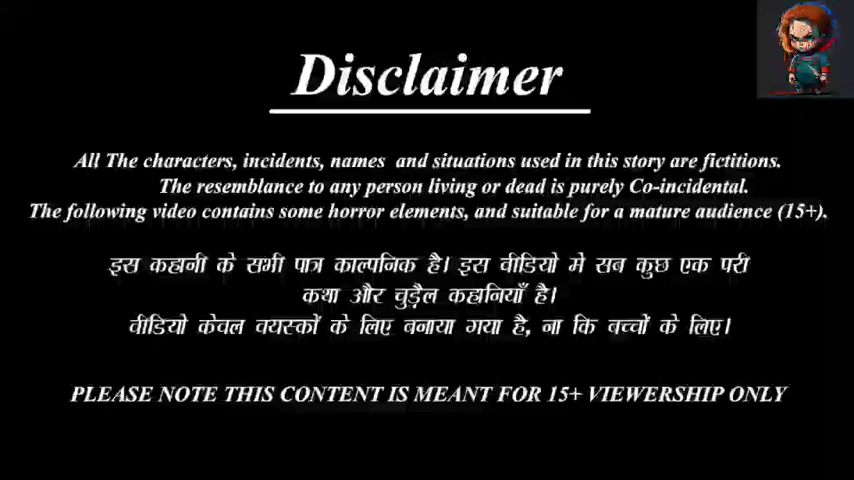 Disclaimer
All The characters, incidents, names and situations used in this story are fictitions.
The resemblance to any person living or dead is purely Co-incidental.
The following video contains some horror elements, and suitable for a mature audience (15+).
इस कहानी के सभी पात्र काल्पनिक है। इस वीडियो मे सब कुछ एक परी
कथा और चुड़ैल कहानियाँ है।
वीडियो केवल वयस्कों के लिए बनाया गया है, ना कि बच्चों के लिए।
PLEASE NOTE THIS CONTENT IS MEANT FOR 15+ VIEWERSHIP ONLY